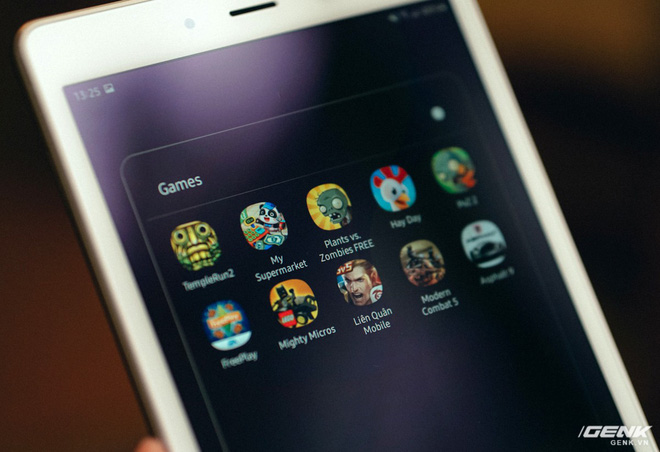 13:25
Games
TempleRun2
My
Supermarket
Plants vs.
Zombies FREE
Hay Day
PvZ 2
FreePlay
Mighty Micros
Liên Quân
Mobile
Modern
Combat 5
Asphalt 9
GENK
GENK.VN